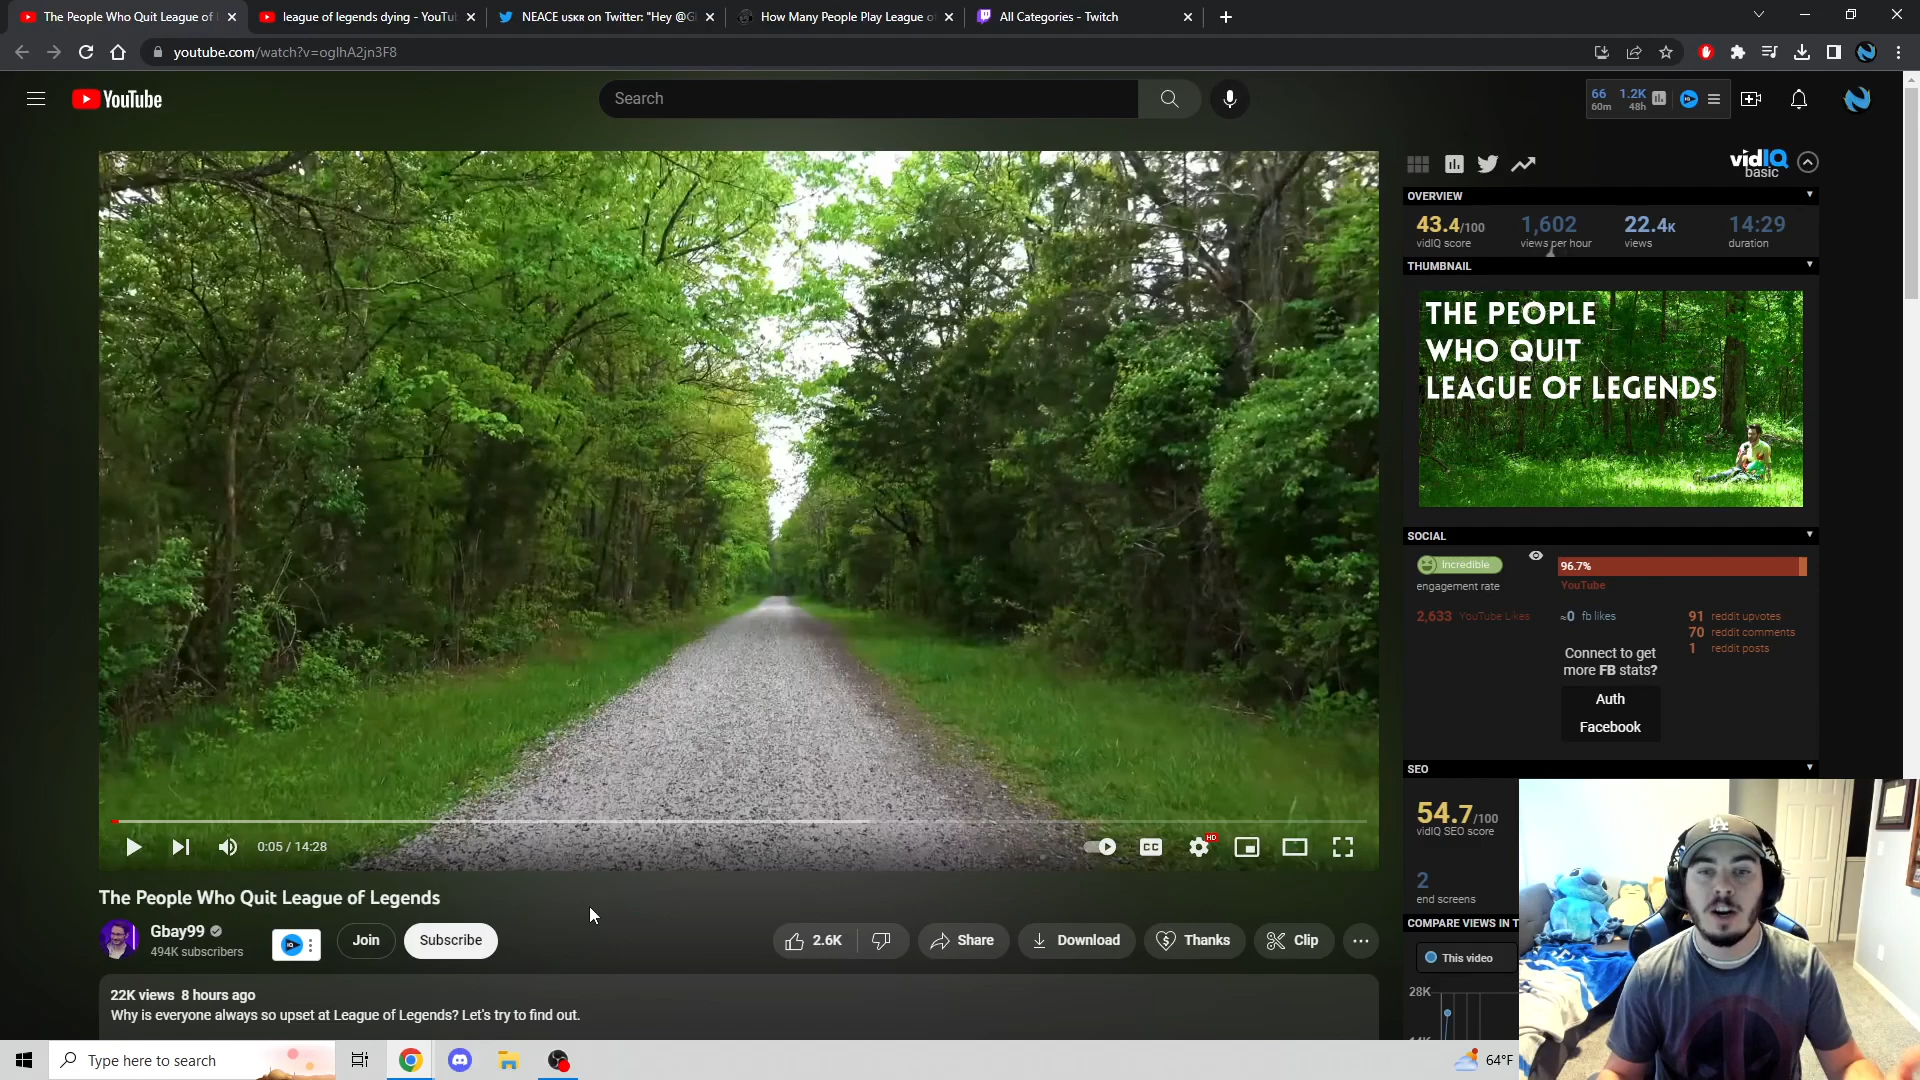 The People Who Quit League of
league of legends dying - YouTu
NEACE ᴜsᴋʀ on Twitter: "Hey @G
How Many People Play League o
All Categories - Twitch
youtube.com/watch?v=oglhA2jn3F8
YouTube
Search
66 1.2K
60m 48h
vidIQ
basic
OVERVIEW
43.4/100 1,602 22.4K 14:29
vidIQ score views per hour views duration
THUMBNAIL
THE PEOPLE
WHO QUIT
LEAGUE OF LEGENDS
SOCIAL
Incredible
engagement rate
96.7%
YouTube
2,633 YouTube Likes
≈0 fb likes
91 reddit upvotes
70 reddit comments
1 reddit posts
Connect to get
more FB stats?
Auth
Facebook
SEO
54.7/100
vidIQ SEO score
2
end screens
COMPARE VIEWS IN T
This video
28K
0:05 / 14:28
CC
HD
The People Who Quit League of Legends
Gbay99
494K subscribers
Join
Subscribe
2.6K
Share
Download
Thanks
Clip
22K views 8 hours ago
Why is everyone always so upset at League of Legends? Let's try to find out.
Type here to search
64°F
LA